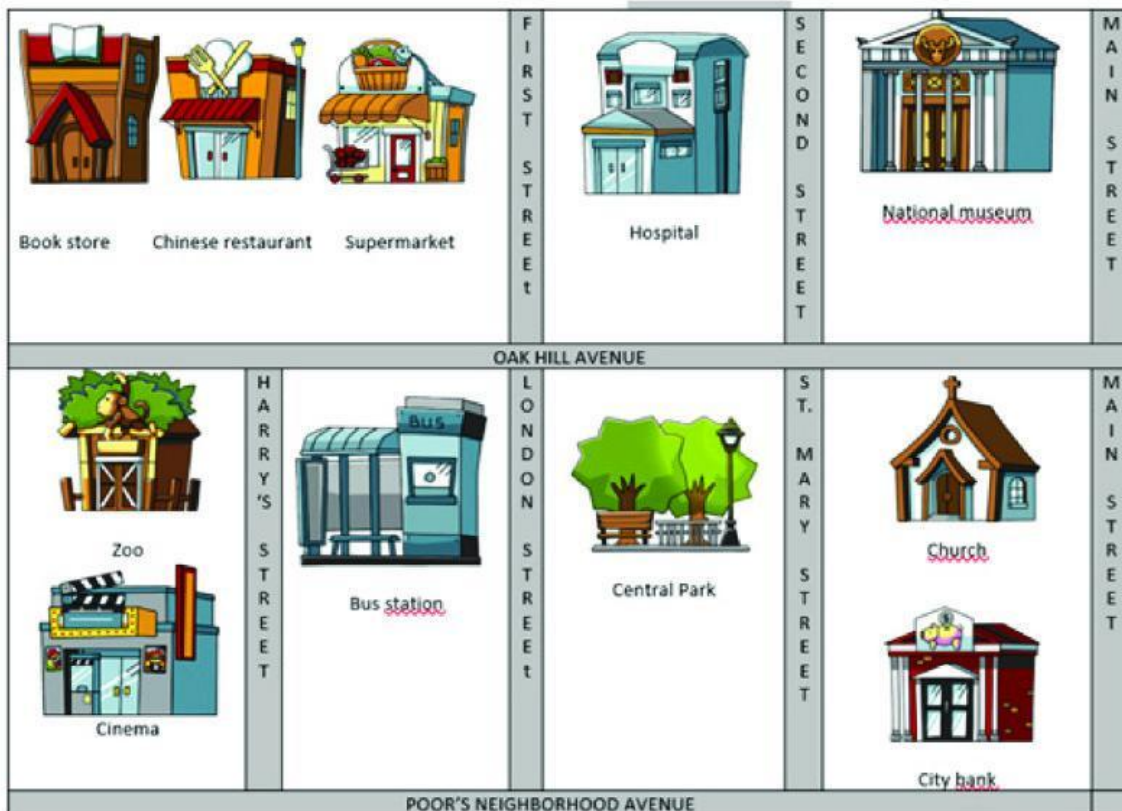 Book store
Chinese restaurant
Supermarket
FIRST STREEt
Hospital
SECOND STREET
National museum
MAIN STREET
OAK HILL AVENUE
Zoo
Cinema
HARRY'S STREET
BUS
Bus station
LONDON STREEt
Central Park
ST. MARY STREET
Church
City bank
MAIN STREET
POOR'S NEIGHBORHOOD AVENUE